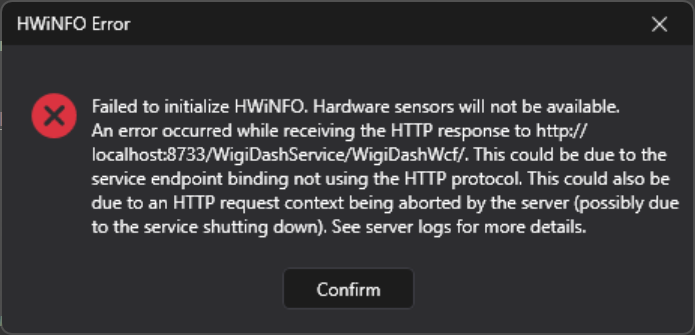 HWiNFO Error
Failed to initialize HWiNFO. Hardware sensors will not be available.
An error occurred while receiving the HTTP response to http://
localhost:8733/WigiDashService/WigiDashWcf/. This could be due to the
service endpoint binding not using the HTTP protocol. This could also be
due to an HTTP request context being aborted by the server (possibly due
to the service shutting down). See server logs for more details.
Confirm